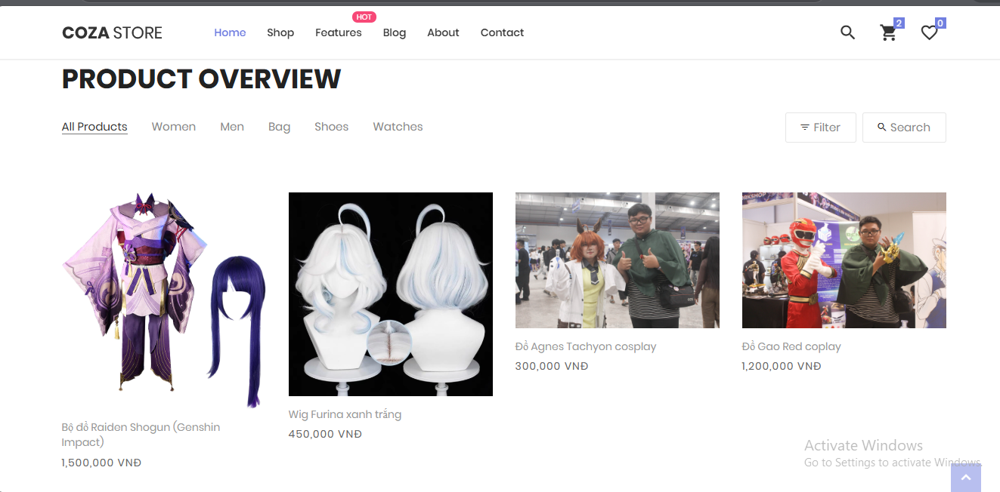 HOT
COZA STORE Home Shop Features Blog About Contact 2 0
PRODUCT OVERVIEW
All Products Women Men Bag Shoes Watches Filter Search
Bộ đồ Raiden Shogun (Genshin
Impact)
1,500,000 VNĐ
Wig Furina xanh trắng
450,000 VNĐ
Đồ Agnes Tachyon cosplay
300,000 VNĐ
WORKSHOP
Đồ Gao Red coplay
1,200,000 VNĐ
Activate Windows
Go to Settings to activate Windows.